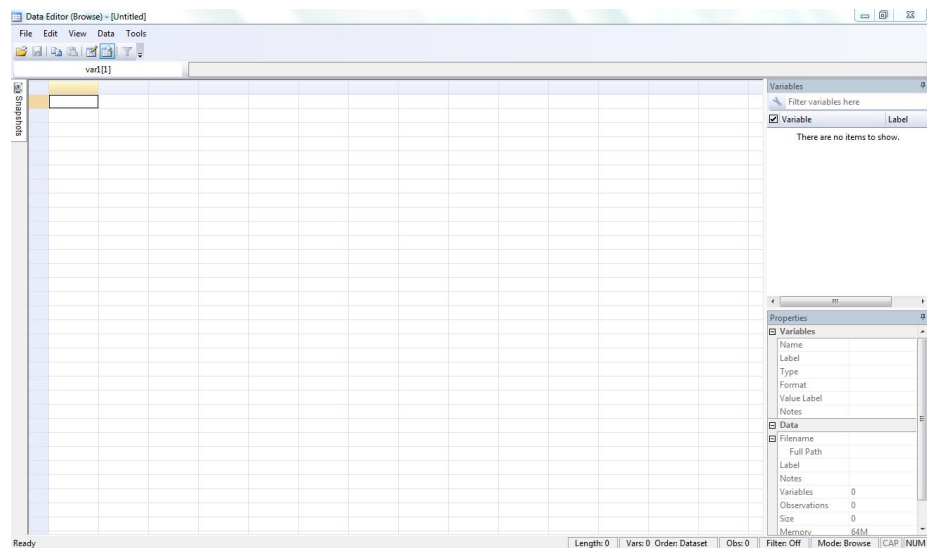 Data Editor (Browse) - [Untitled]
File Edit View Data Tools
var1[1]
Snapshots
Variables
Filter variables here
Variable Label
There are no items to show.
Properties
Variables
Name
Label
Type
Format
Value Label
Notes
Data
Filename
Full Path
Label
Notes
Variables 0
Observations 0
Size 0
Memory 64M
Ready Length: 0 Vars: 0 Order: Dataset Obs: 0 Filter: Off Mode: Browse CAP NUM